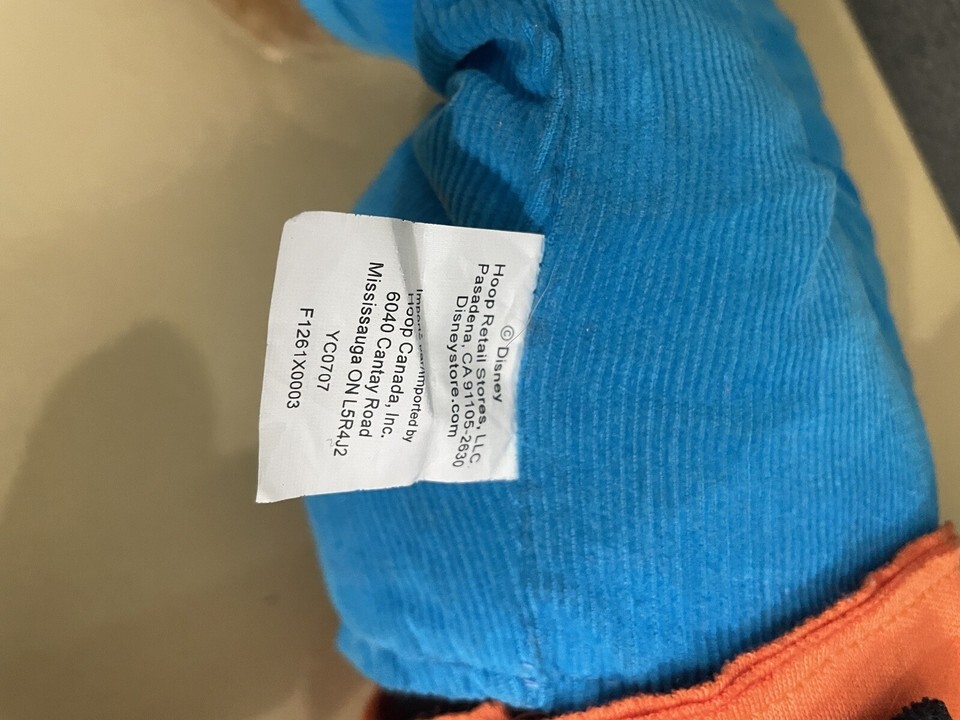 © Disney
Hoop Retail Stores, LLC
Pasadena, CA 91105-2630
Disneystore.com
Imported by
Hoop Canada, Inc.
6040 Cantay Road
Mississauga ON L5R4J2
YC0707
F1261X0003